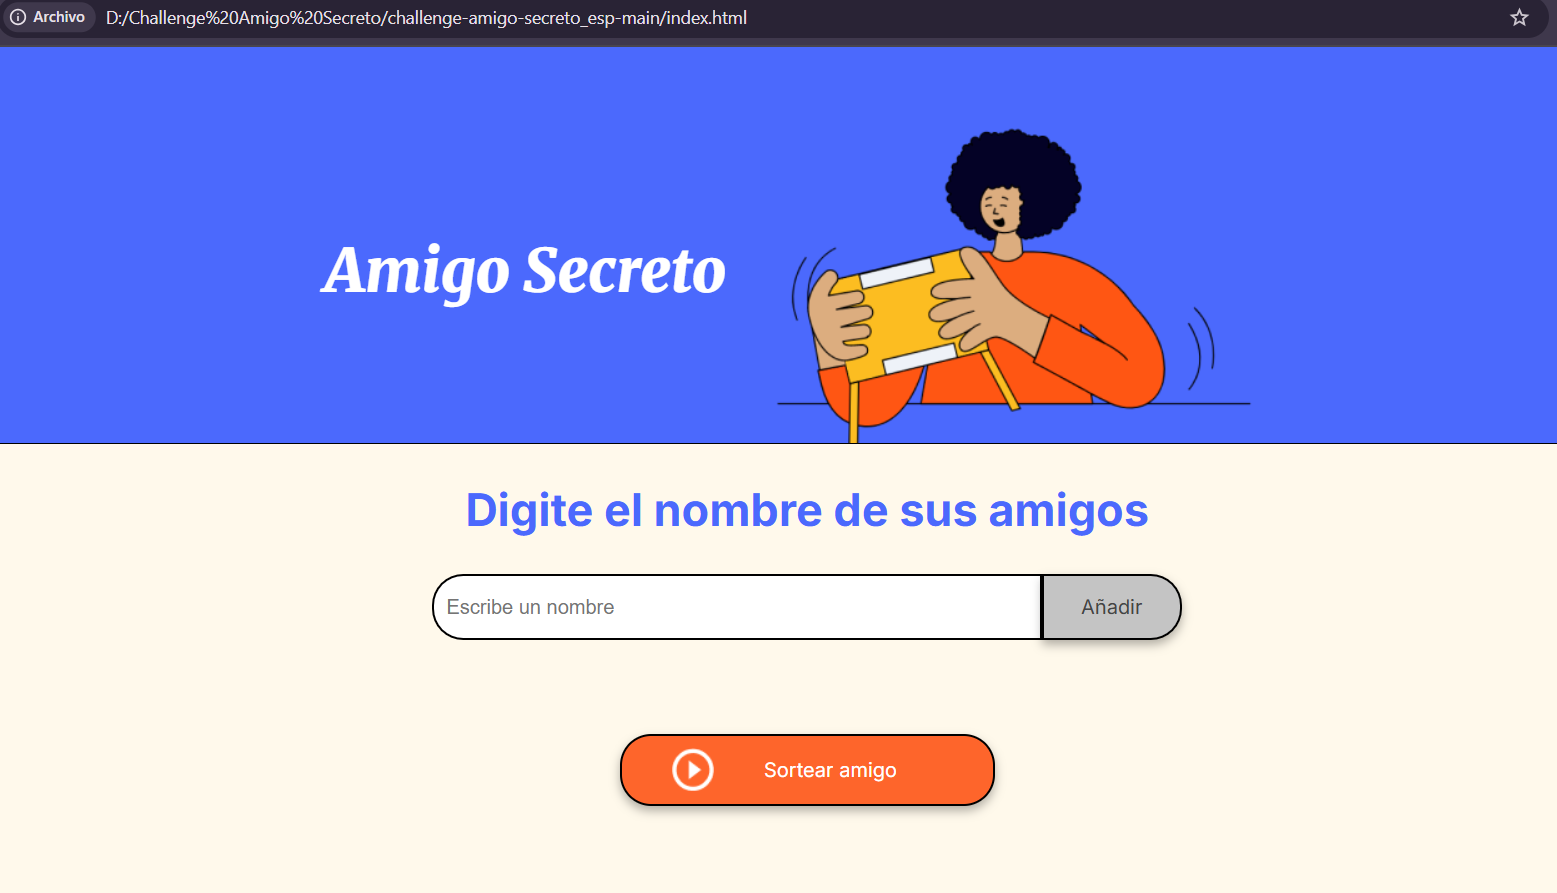 Archivo D:/Challenge%20Amigo%20Secreto/challenge-amigo-secreto_esp-main/index.html
Amigo Secreto
Digite el nombre de sus amigos
Escribe un nombre Añadir
Sortear amigo